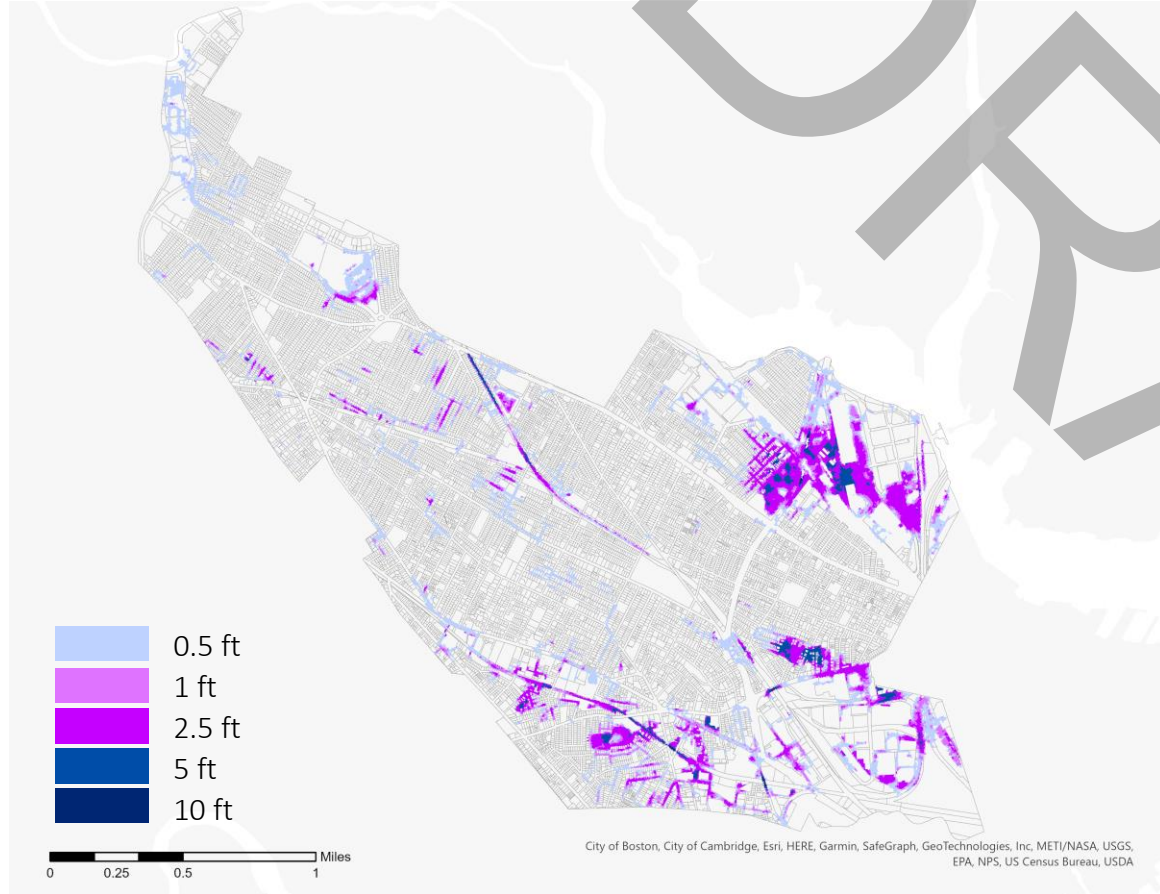 DR
0.5 ft
1 ft
2.5 ft
5 ft
10 ft
Miles
0 0.25 0.5 1
City of Boston, City of Cambridge, Esri, HERE, Garmin, SafeGraph, GeoTechnologies, Inc, METI/NASA, USGS,
EPA, NPS, US Census Bureau, USDA